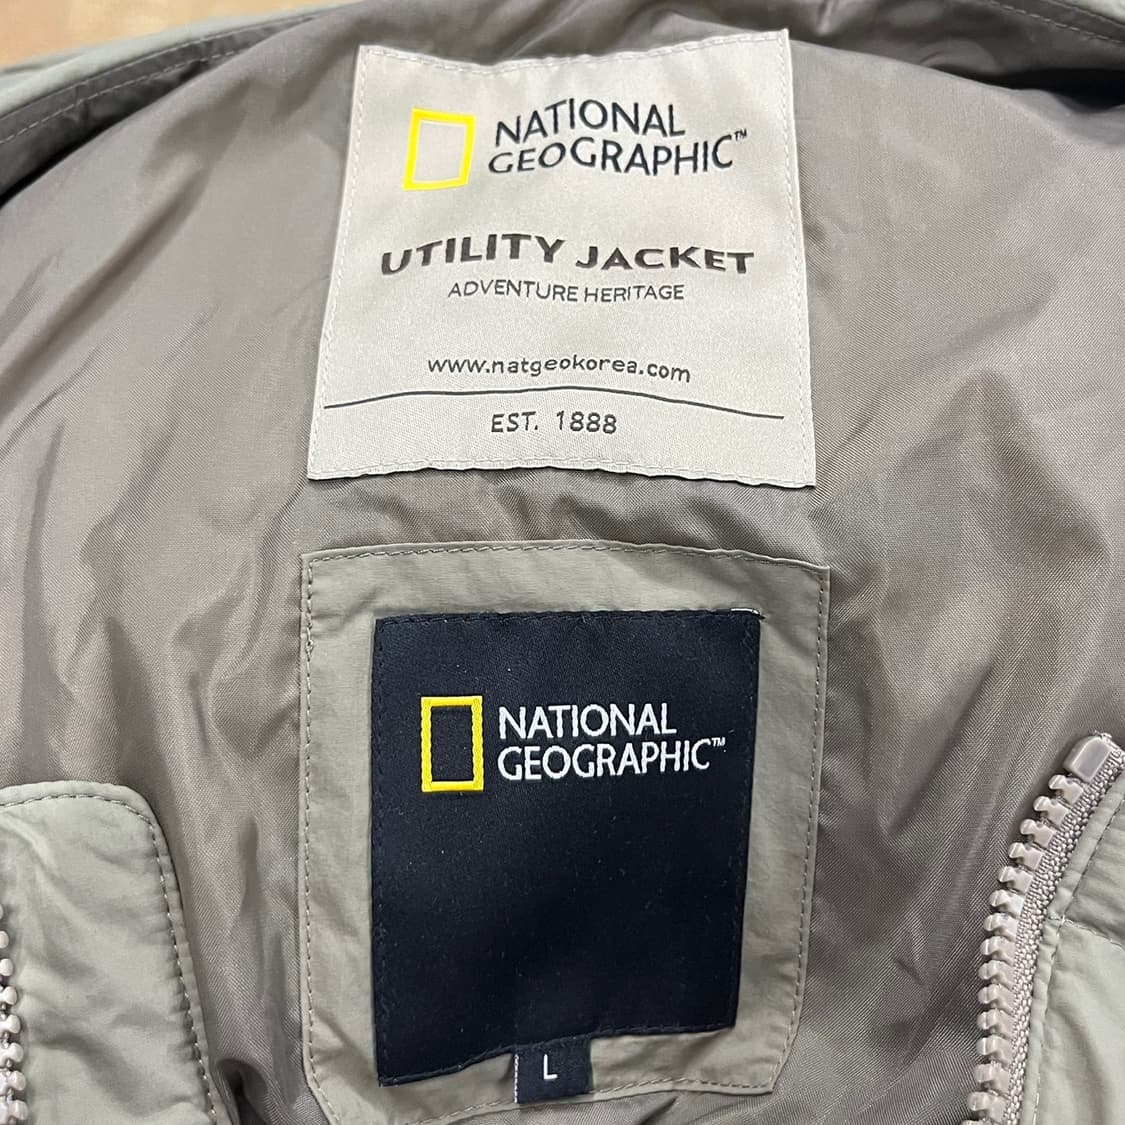 NATIONAL
GEOGRAPHIC™
UTILITY JACKET
ADVENTURE HERITAGE
www.natgeokorea.com
EST. 1888
NATIONAL
GEOGRAPHIC™
L